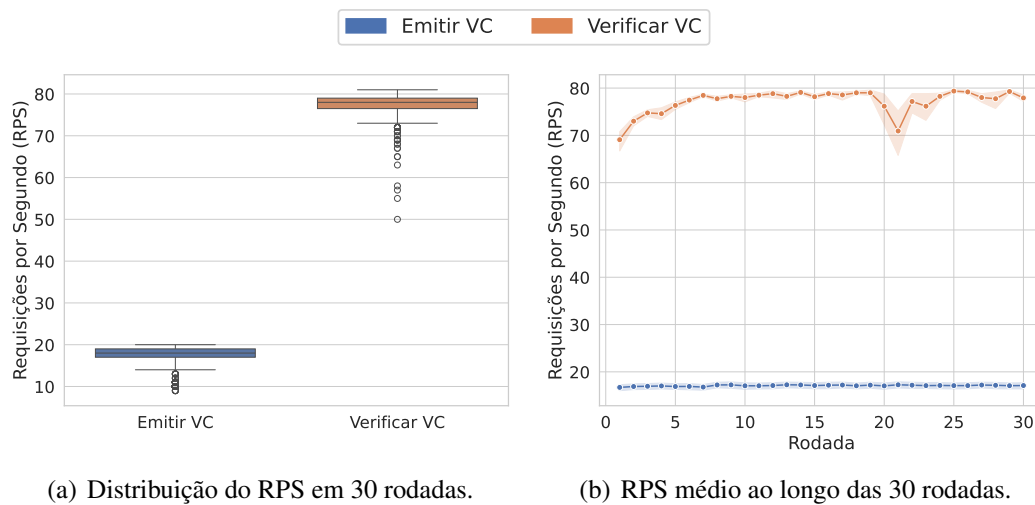 Emitir VC
Verificar VC
Requisições por Segundo (RPS)
80
70
60
50
40
30
20
10
Emitir VC
Verificar VC
(a) Distribuição do RPS em 30 rodadas.
Requisições por Segundo (RPS)
80
70
60
50
40
30
20
0
5
10
15
20
25
30
Rodada
(b) RPS médio ao longo das 30 rodadas.